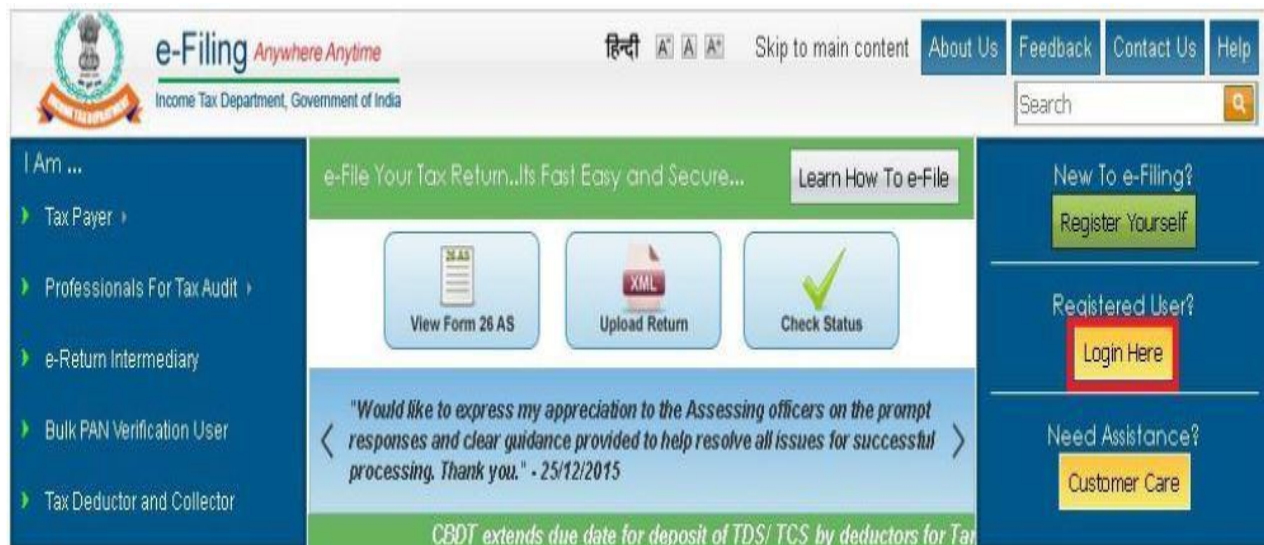 e-Filing Anywhere Anytime
Income Tax Department, Government of India
हिन्दी A- A A+ Skip to main content About Us Feedback Contact Us Help
Search
INCOME TAX DEPARTMENT
I Am ...
Tax Payer
Professionals For Tax Audit
e-Return Intermediary
Bulk PAN Verification User
Tax Deductor and Collector
e-File Your Tax Return..Its Fast Easy and Secure...
Learn How To e-File
26 AS
View Form 26 AS
XML
Upload Return
Check Status
"Would like to express my appreciation to the Assessing officers on the prompt
responses and clear guidance provided to help resolve all issues for successful
processing. Thank you." - 25/12/2015
CBDT extends due date for deposit of TDS/ TCS by deductors for
New To e-Filing?
Register Yourself
Registered User?
Login Here
Need Assistance?
Customer Care